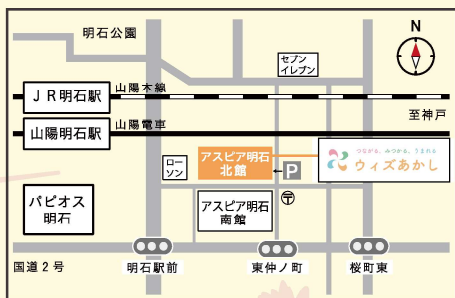 明石公園
N
セブン
イレブン
山陽本線
JR明石駅
至神戸
山陽電車
山陽明石駅
アスピア明石
北館
P
つながる、みつかる、うまれる
ウィズあかし
ロー
ソン
パピオス
明石
アスピア明石
南館
〒
国道2号
明石駅前
東仲ノ町
桜町東